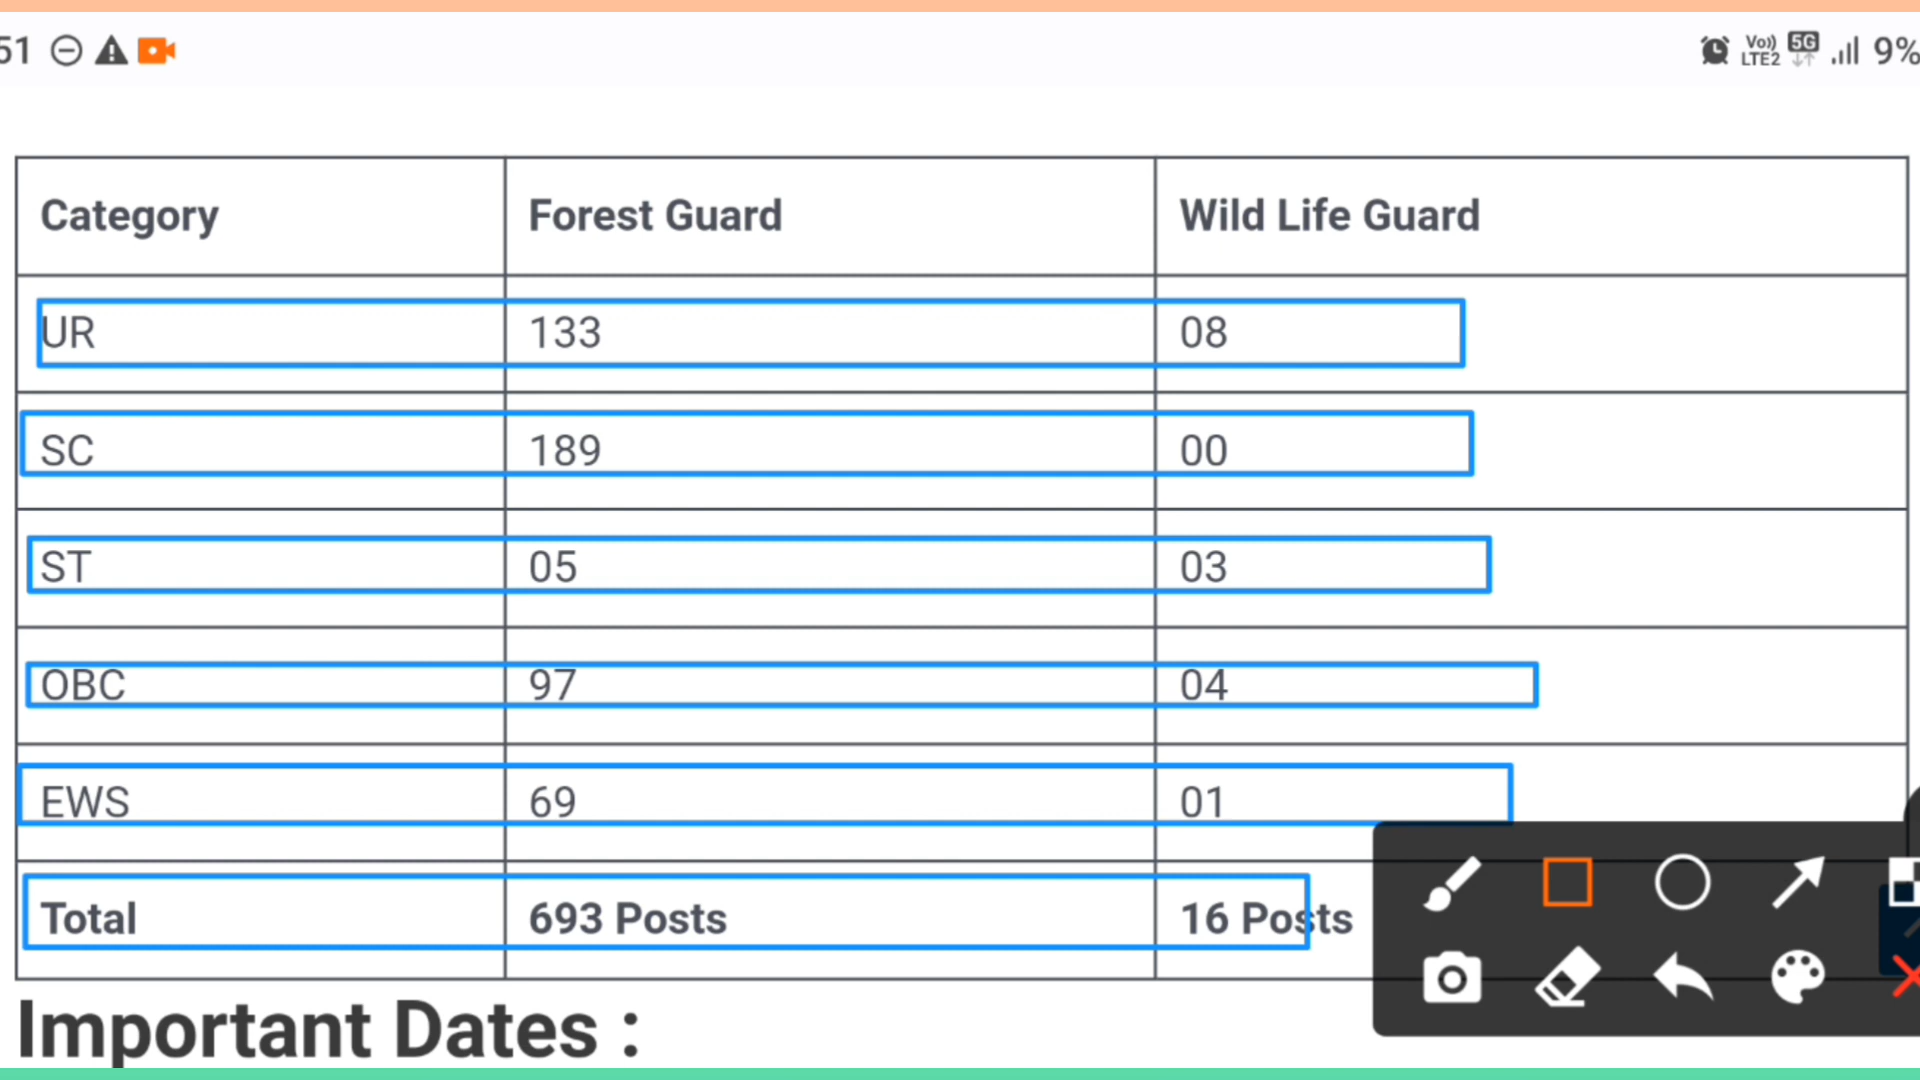 51 Vo)) LTE2 5G 9%
Category Forest Guard Wild Life Guard
UR 133 08
SC 189 00
ST 05 03
OBC 97 04
EWS 69 01
Total 693 Posts 16 Posts
Important Dates :